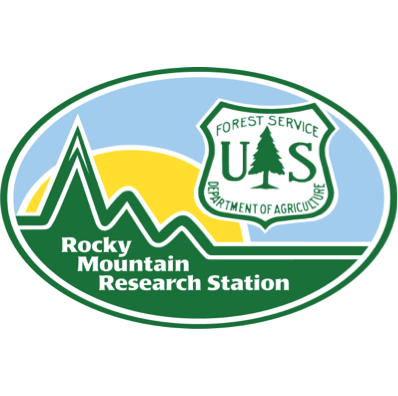 FOREST SERVICE
U S
DEPARTMENT OF AGRICULTURE
Rocky
Mountain
Research Station